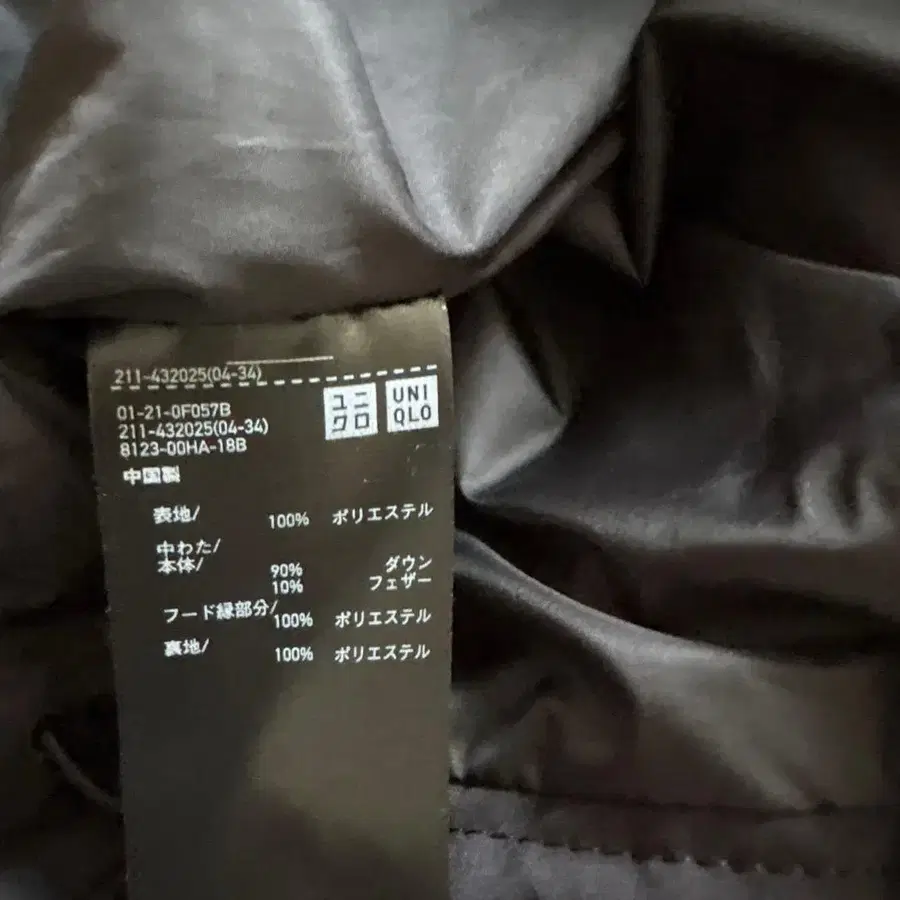 211-432025(04-34)
01-21-0F057B
211-432025(04-34)
8123-00HA-18B
ユニ
クロ
UNI
QLO
中国製
表地/ 100% ポリエステル
中わた/
本体/ 90% ダウン
10% フェザー
フード縁部分/ 100% ポリエステル
裏地/ 100% ポリエステル